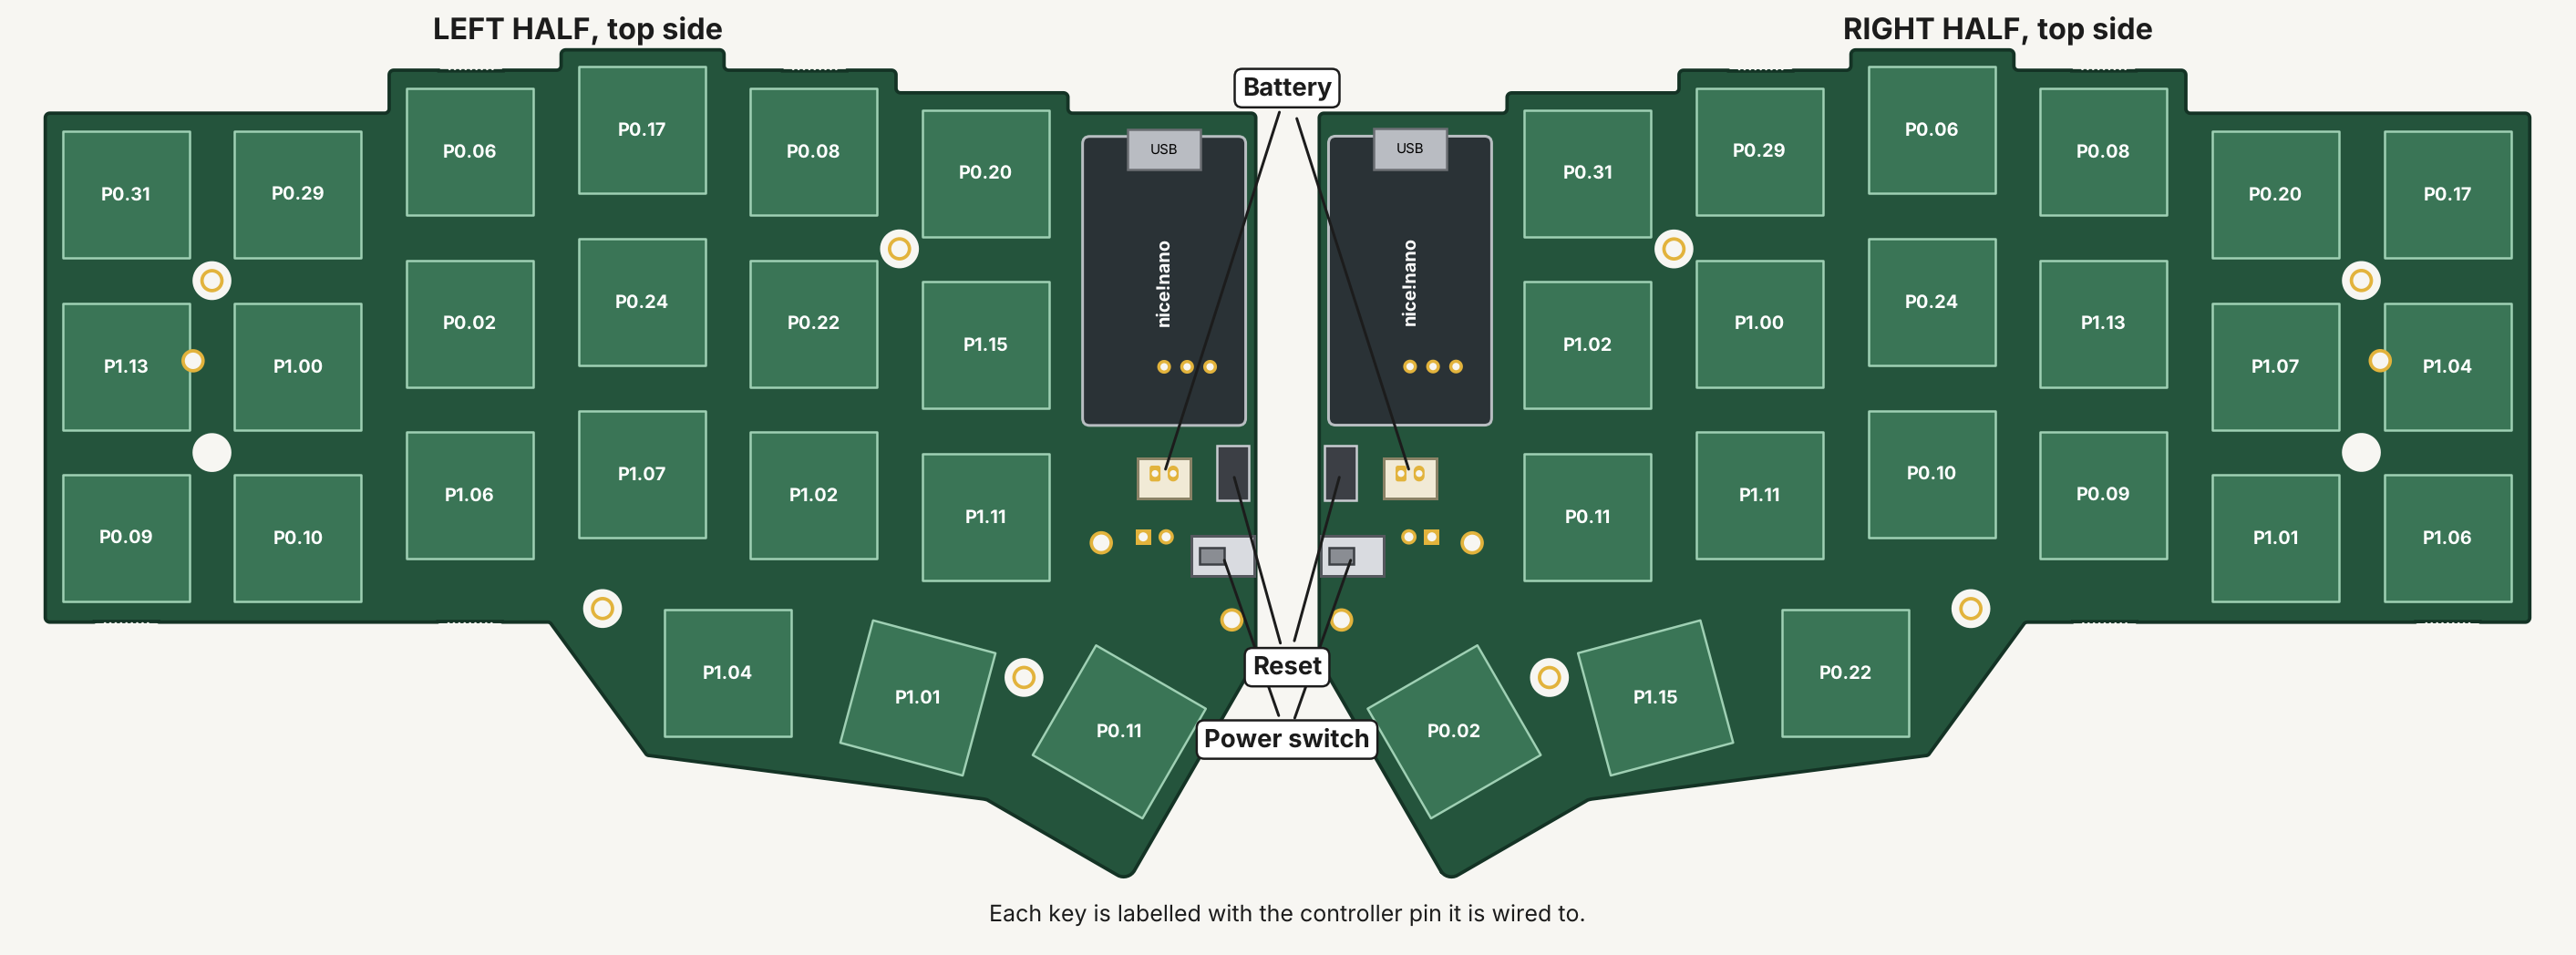 LEFT HALF, top side
RIGHT HALF, top side
Battery
P0.31 P0.29 P0.06 P0.17 P0.08 P0.20
USB
nice!nano
P1.13 P1.00 P0.02 P0.24 P0.22 P1.15
P0.09 P0.10 P1.06 P1.07 P1.02 P1.11
P1.04 P1.01 P0.11
USB
nice!nano
P0.31 P0.29 P0.06 P0.08 P0.20 P0.17
P1.02 P1.00 P0.24 P1.13 P1.07 P1.04
P0.11 P1.11 P0.10 P0.09 P1.01 P1.06
P0.02 P1.15 P0.22
Reset
Power switch
Each key is labelled with the controller pin it is wired to.